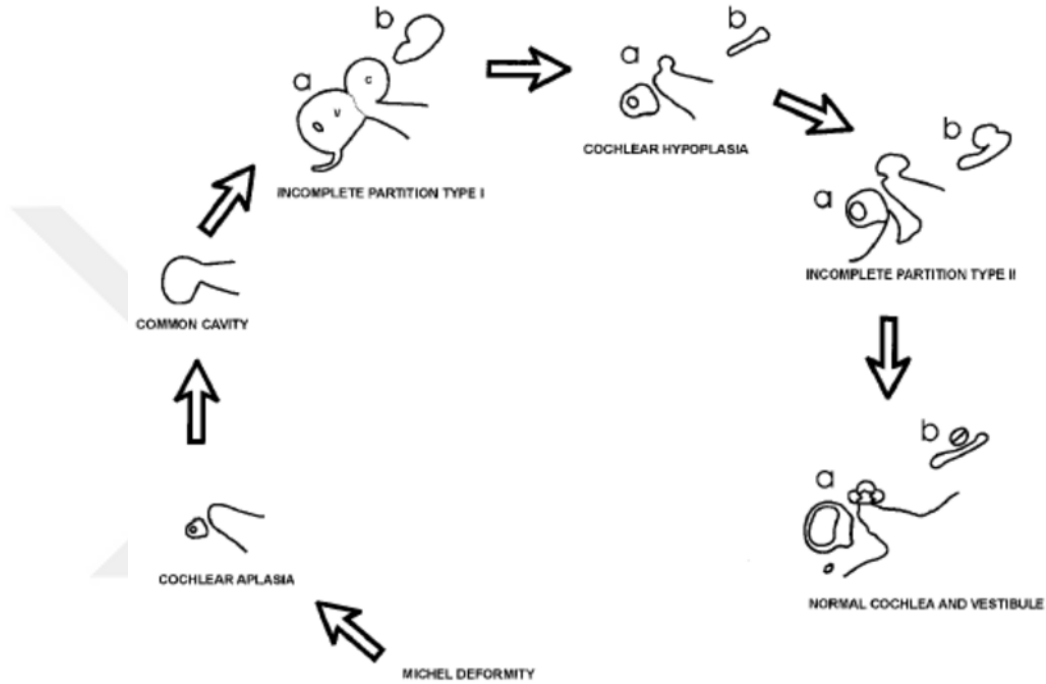 b
a
c
v
INCOMPLETE PARTITION TYPE I
b
a
COCHLEAR HYPOPLASIA
b
a
INCOMPLETE PARTITION TYPE II
COMMON CAVITY
b
a
NORMAL COCHLEA AND VESTIBULE
COCHLEAR APLASIA
MICHEL DEFORMITY